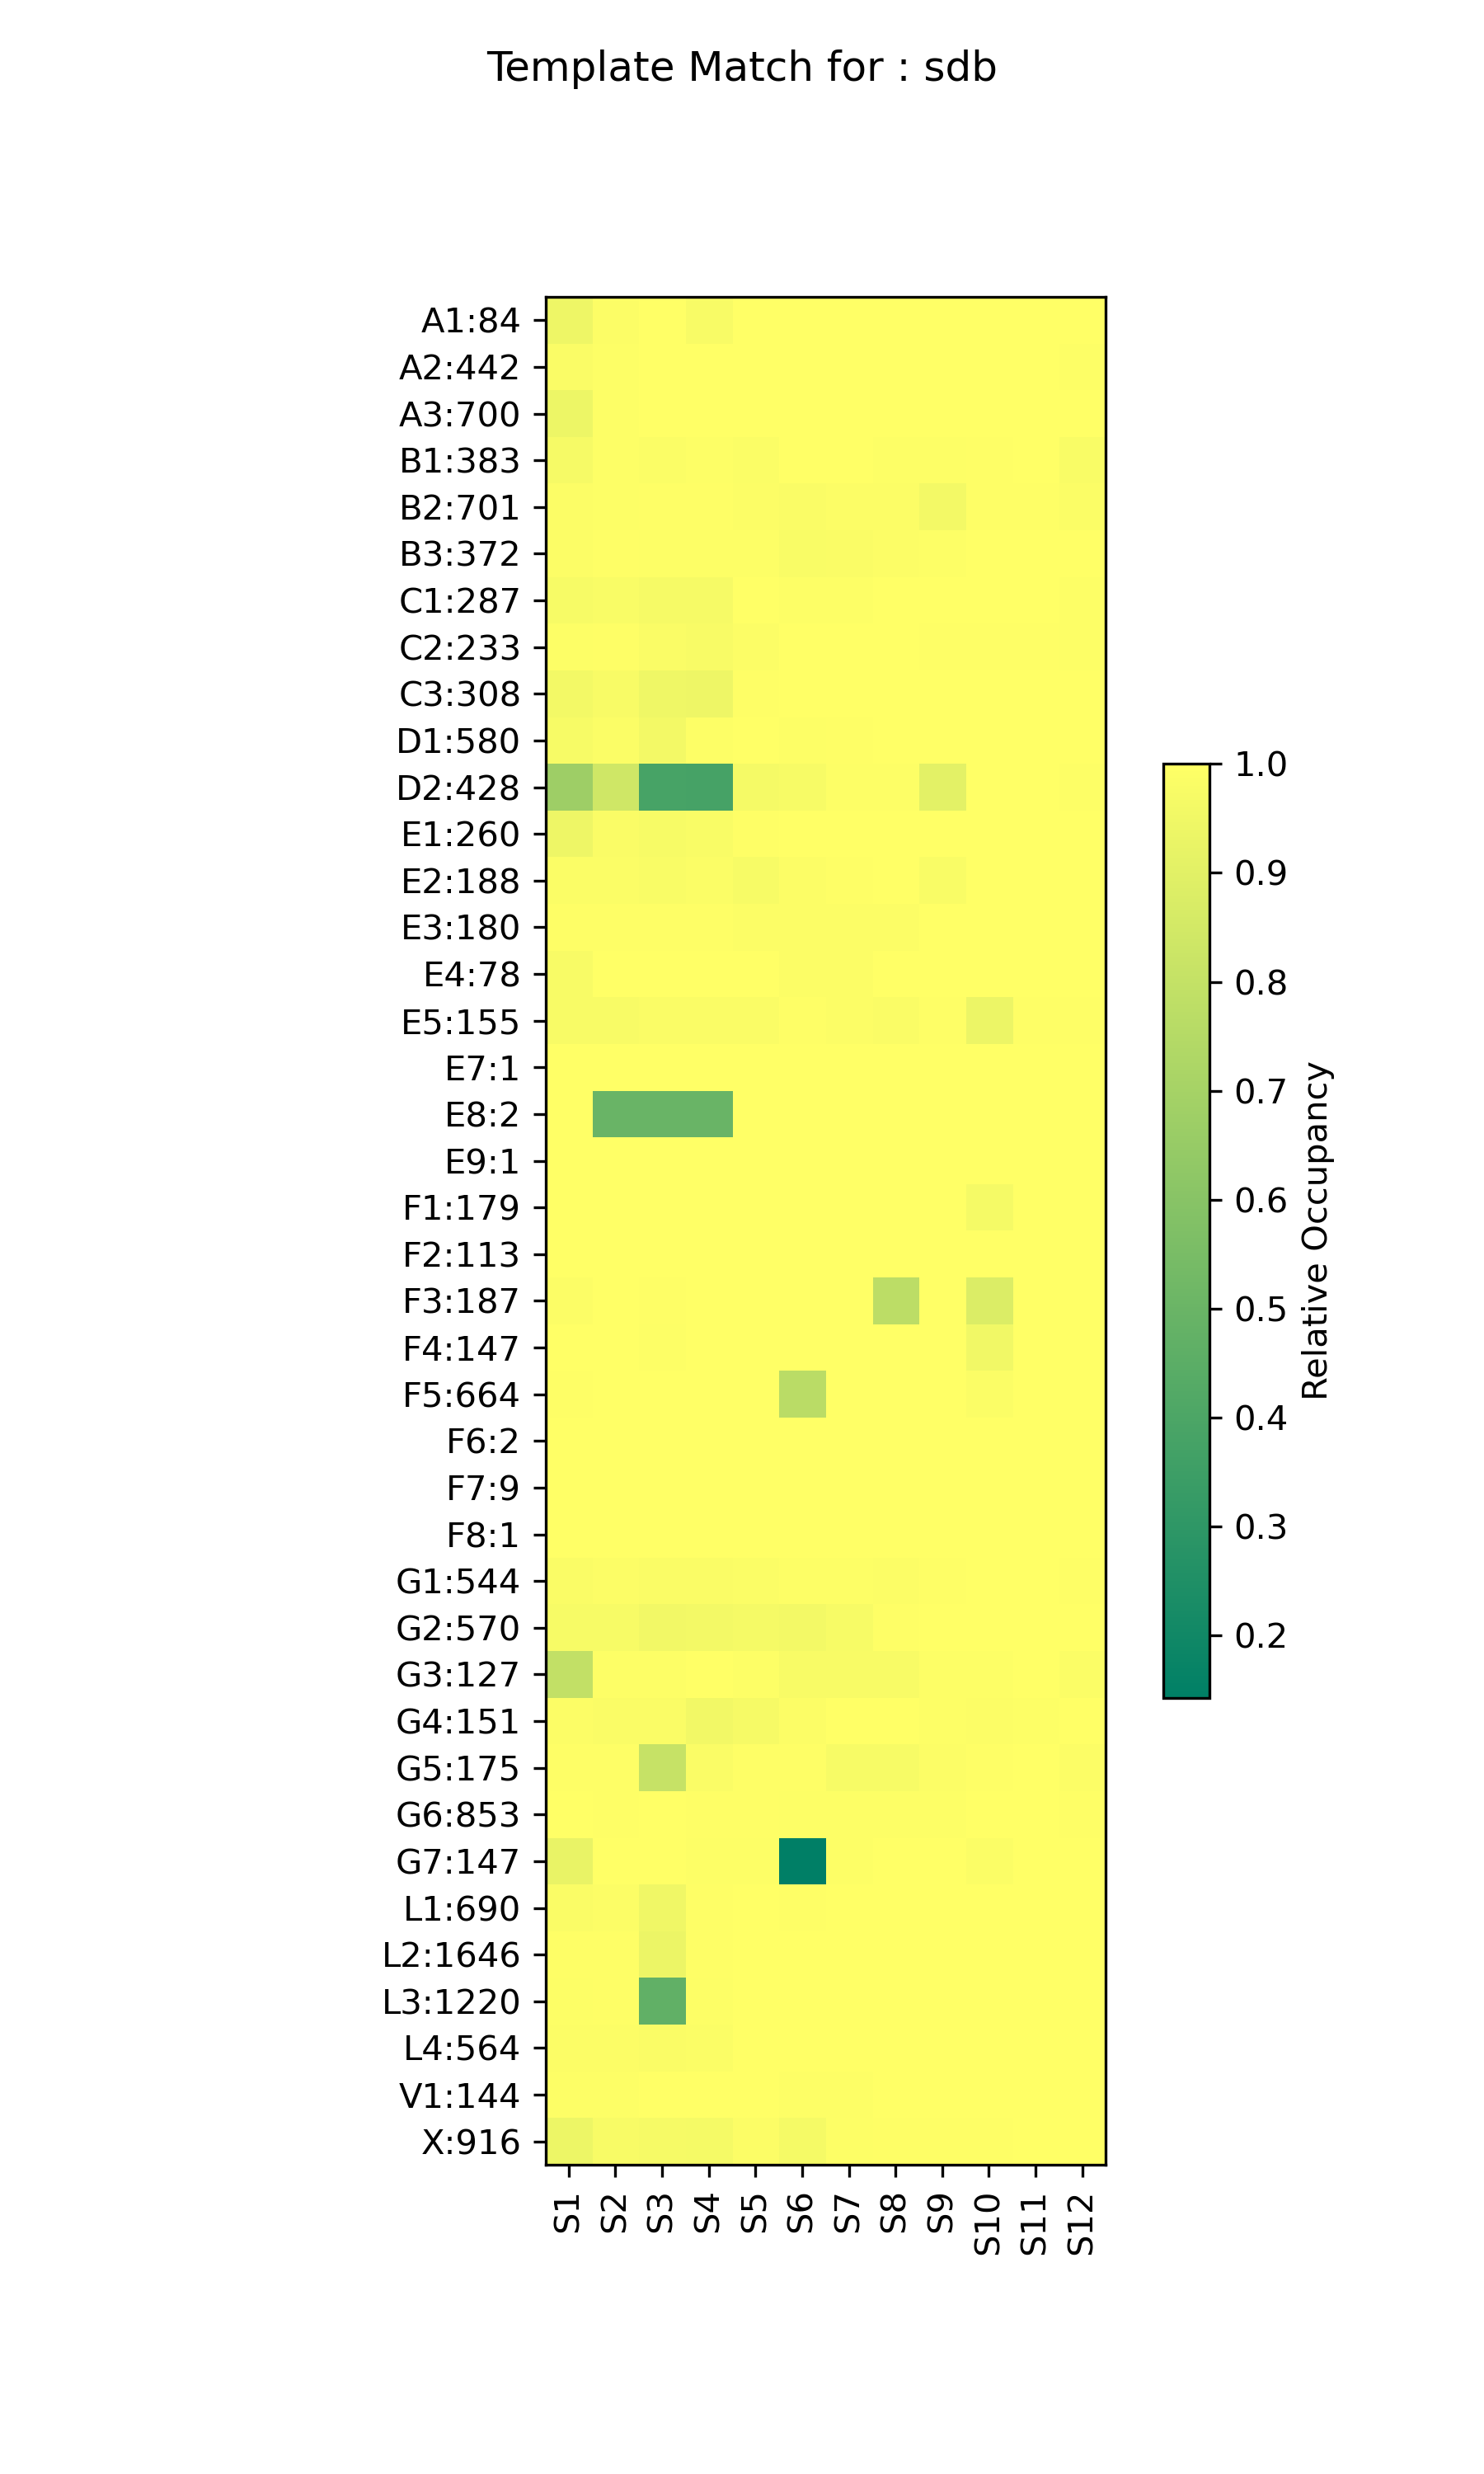 Template Match for : sdb
A1:84
A2:442
A3:700
B1:383
B2:701
B3:372
C1:287
C2:233
C3:308
D1:580
D2:428
E1:260
E2:188
E3:180
E4:78
E5:155
E7:1
E8:2
E9:1
F1:179
F2:113
F3:187
F4:147
F5:664
F6:2
F7:9
F8:1
G1:544
G2:570
G3:127
G4:151
G5:175
G6:853
G7:147
L1:690
L2:1646
L3:1220
L4:564
V1:144
X:916
S1 S2 S3 S4 S5 S6 S7 S8 S9 S10 S11 S12
1.0
0.9
0.8
0.7
0.6
0.5
0.4
0.3
0.2
Relative Occupancy